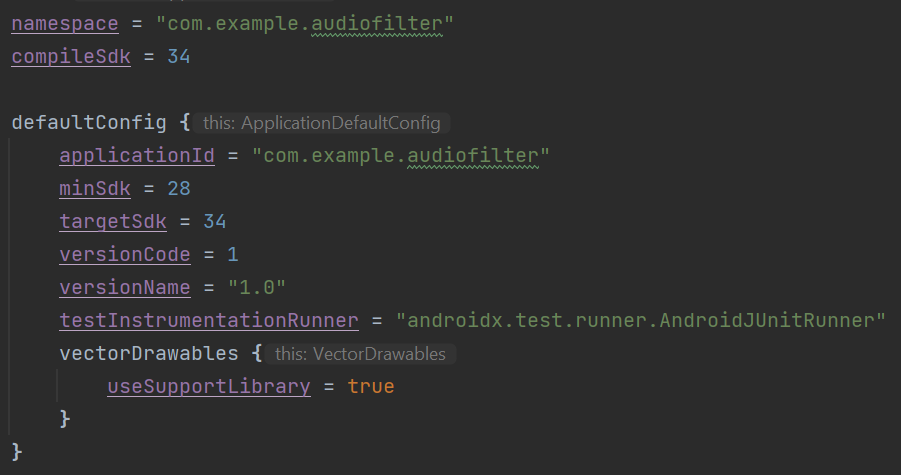 namespace = "com.example.audiofilter"
compileSdk = 34
defaultConfig { this: ApplicationDefaultConfig
applicationId = "com.example.audiofilter"
minSdk = 28
targetSdk = 34
versionCode = 1
versionName = "1.0"
testInstrumentationRunner = "androidx.test.runner.AndroidJUnitRunner"
vectorDrawables { this: VectorDrawables
useSupportLibrary = true
}
}